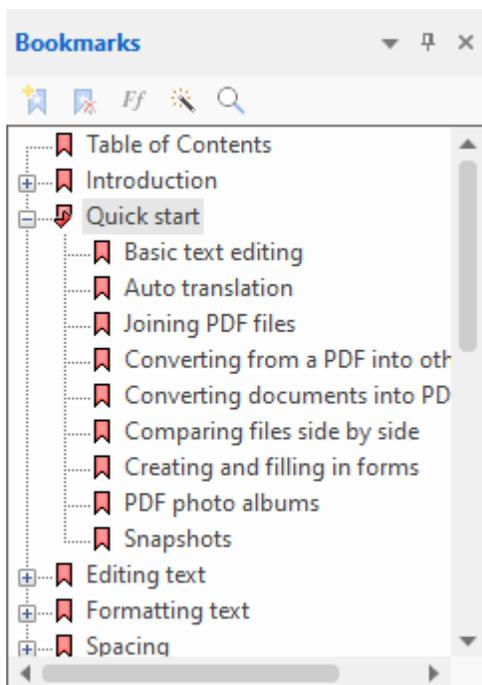 Bookmarks
Ff
Table of Contents
Introduction
Quick start
Basic text editing
Auto translation
Joining PDF files
Converting from a PDF into oth
Converting documents into PD
Comparing files side by side
Creating and filling in forms
PDF photo albums
Snapshots
Editing text
Formatting text
Spacing